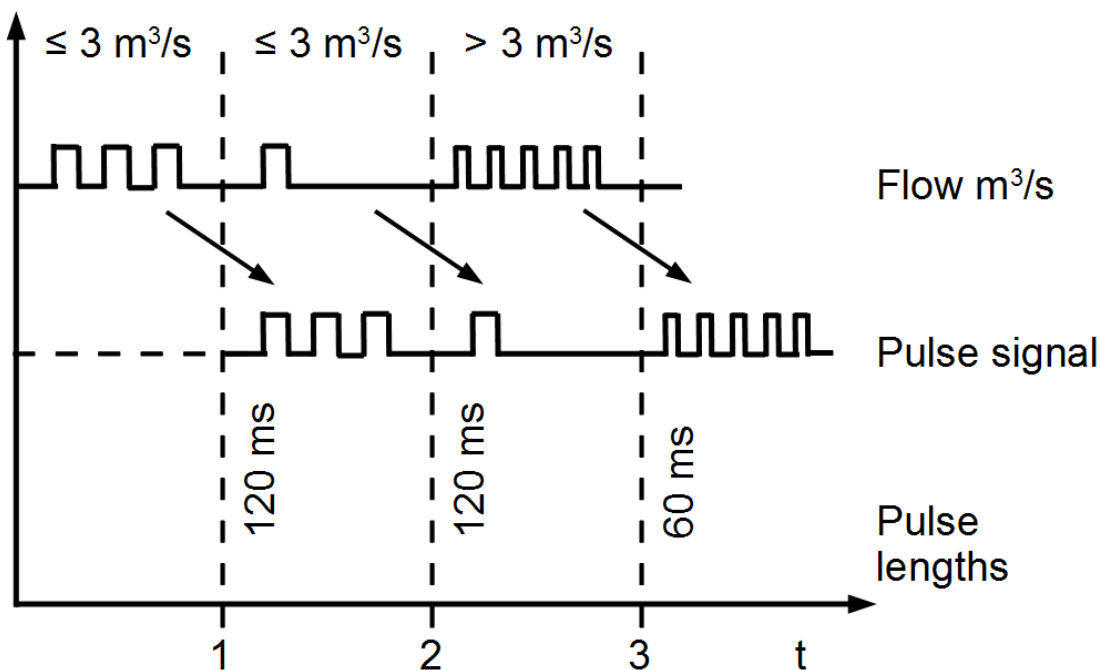 ≤ 3 m³/s ≤ 3 m³/s > 3 m³/s
Flow m³/s
Pulse signal
120 ms 120 ms 60 ms
Pulse
lengths
1 2 3 t